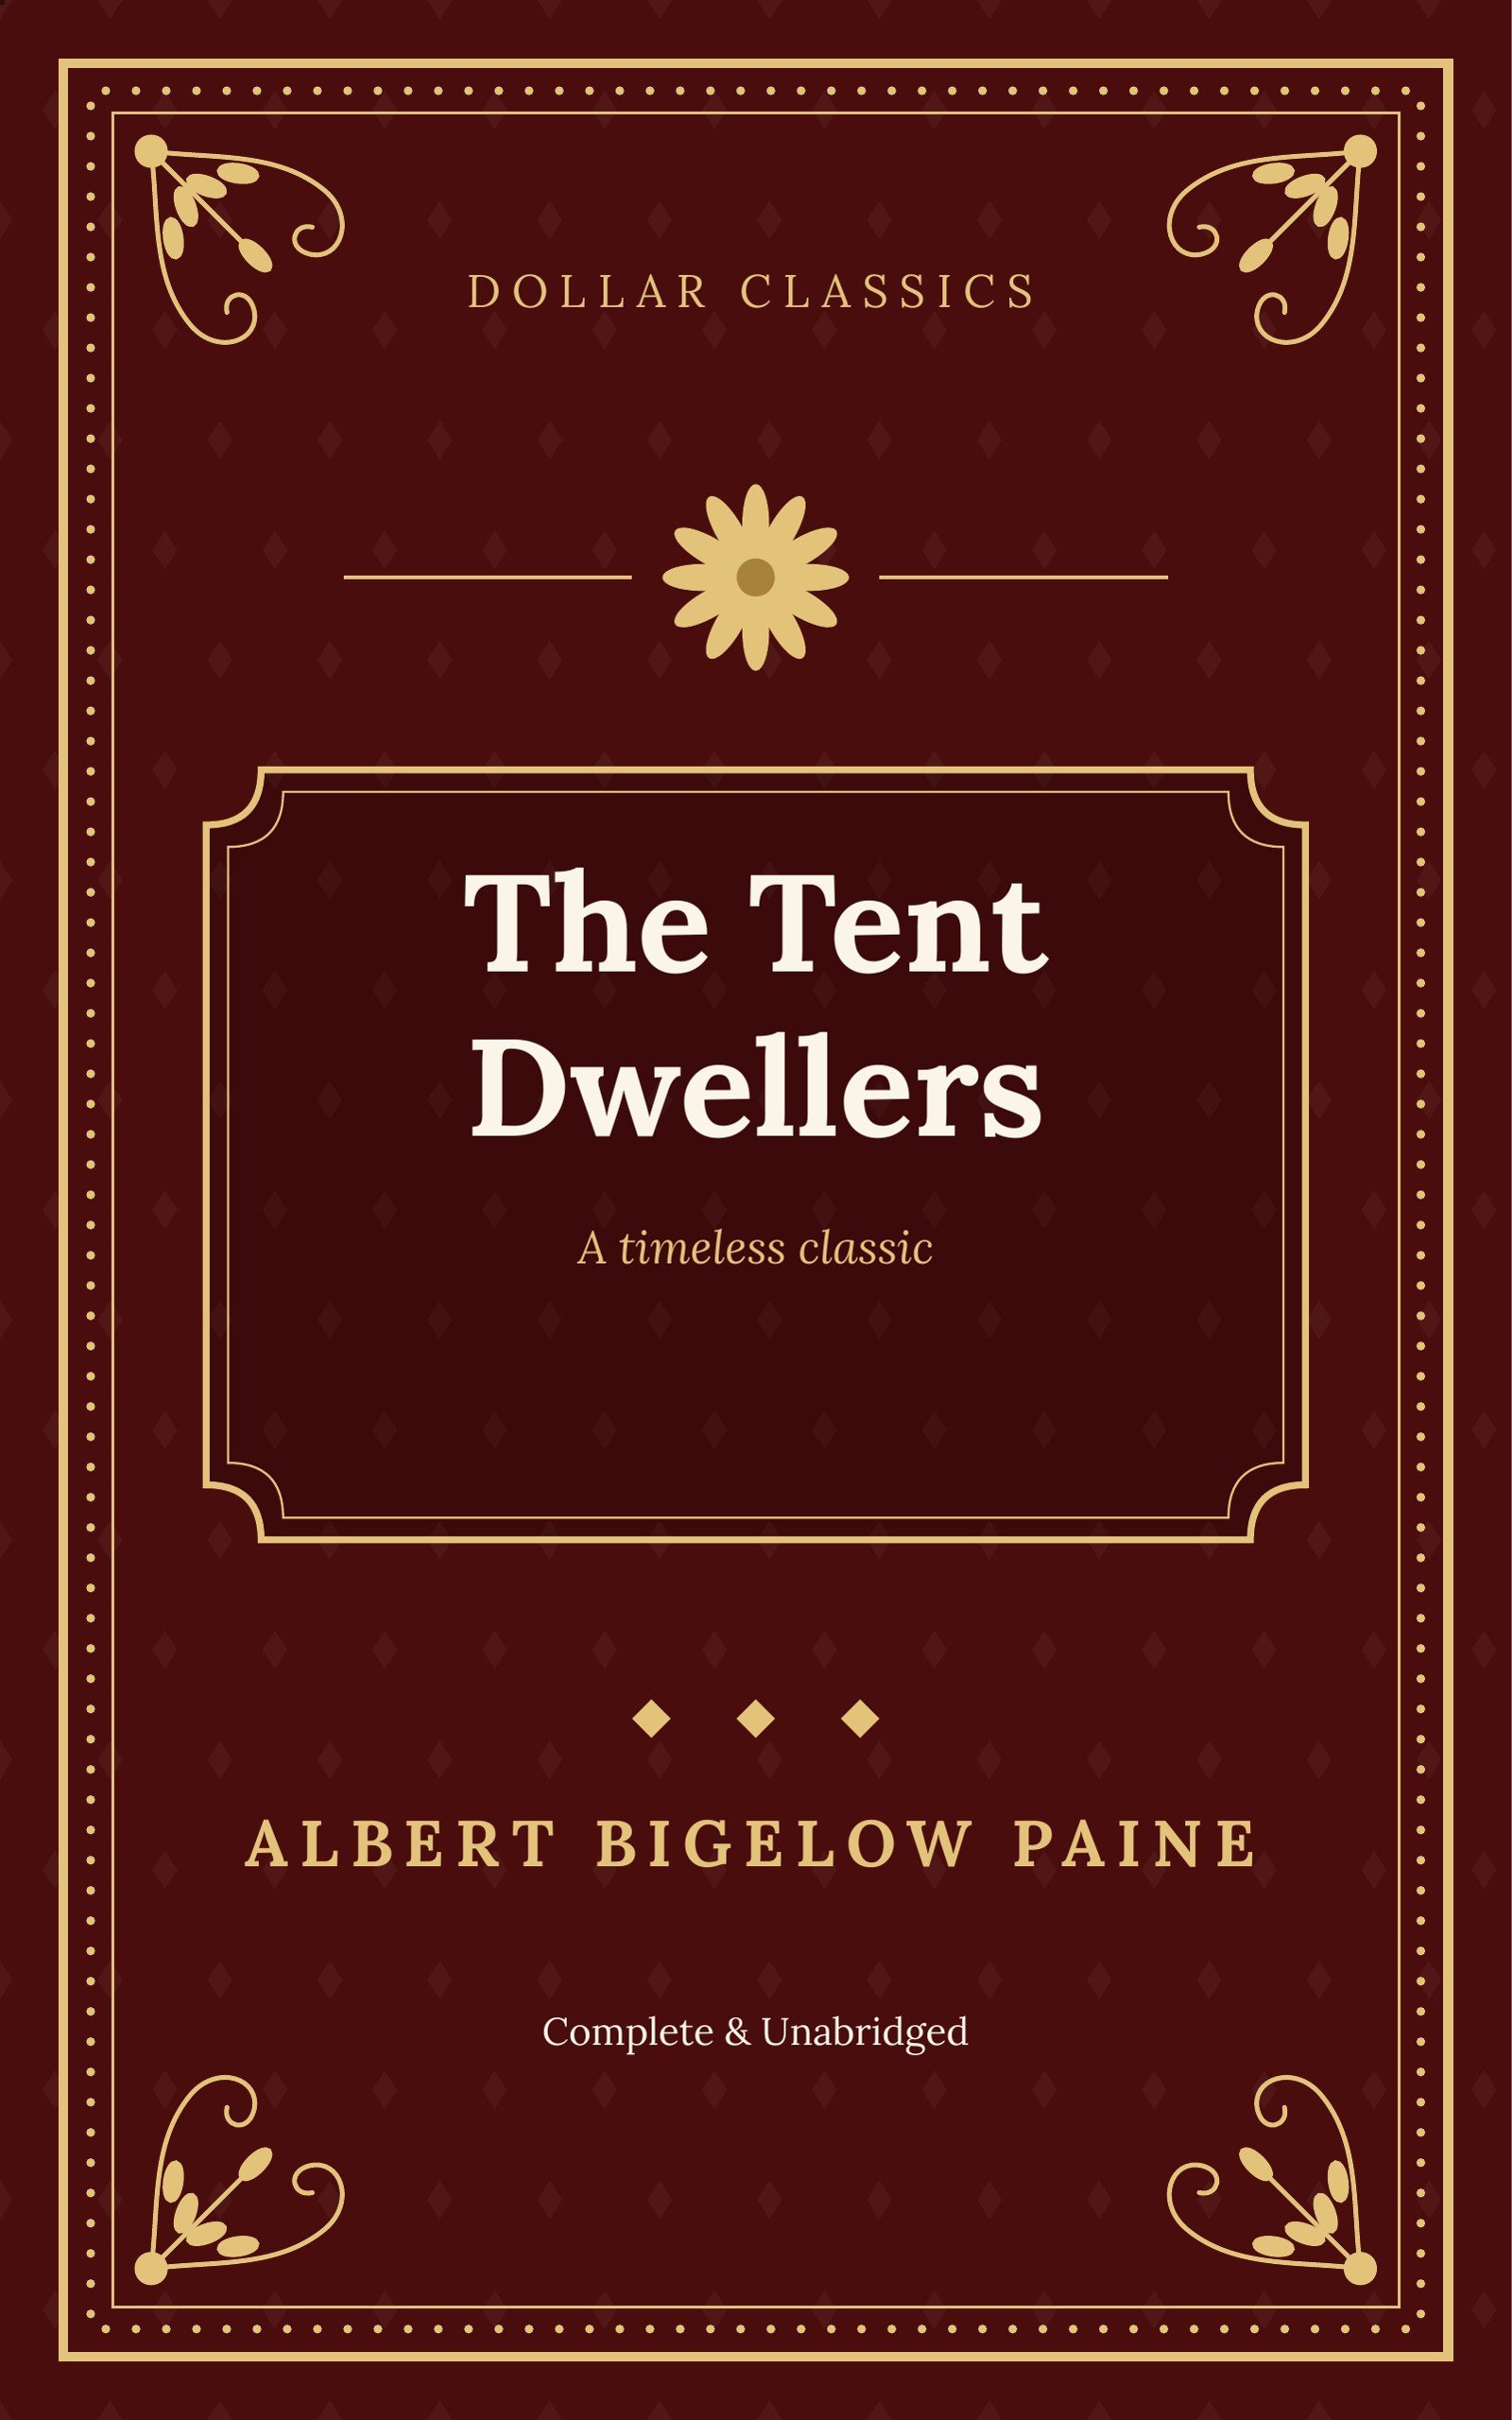 DOLLAR CLASSICS
The Tent
Dwellers
A timeless classic
ALBERT BIGELOW PAINE
Complete & Unabridged